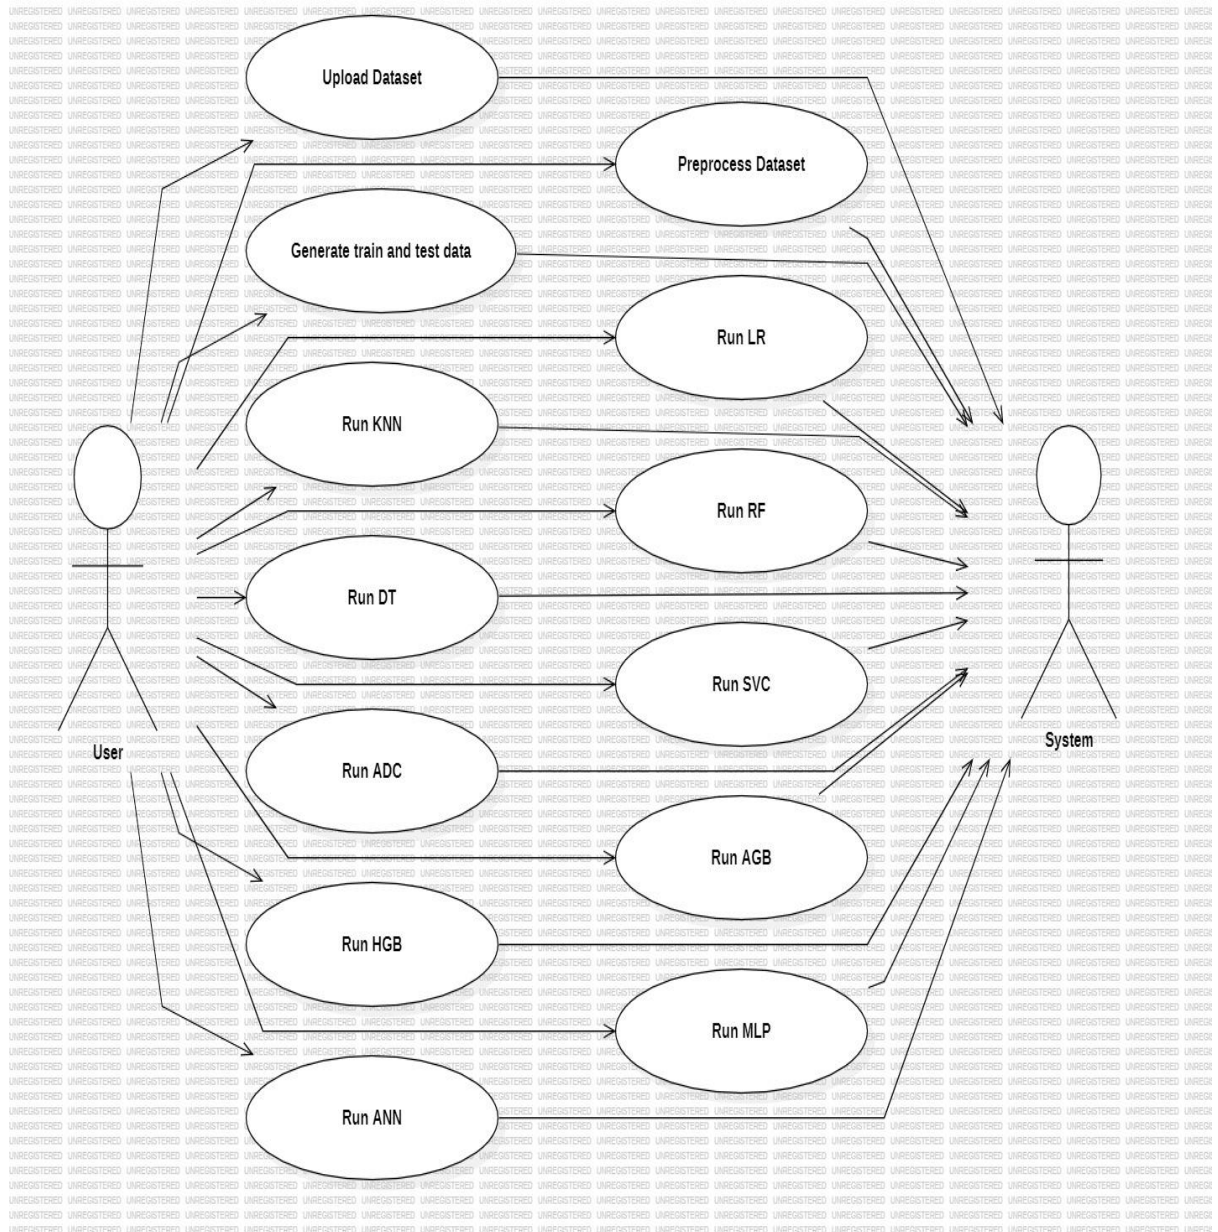 Upload Dataset
Preprocess Dataset
Generate train and test data
Run LR
Run KNN
Run RF
Run DT
Run SVC
User
System
Run ADC
Run AGB
Run HGB
Run MLP
Run ANN
UNREGISTERED